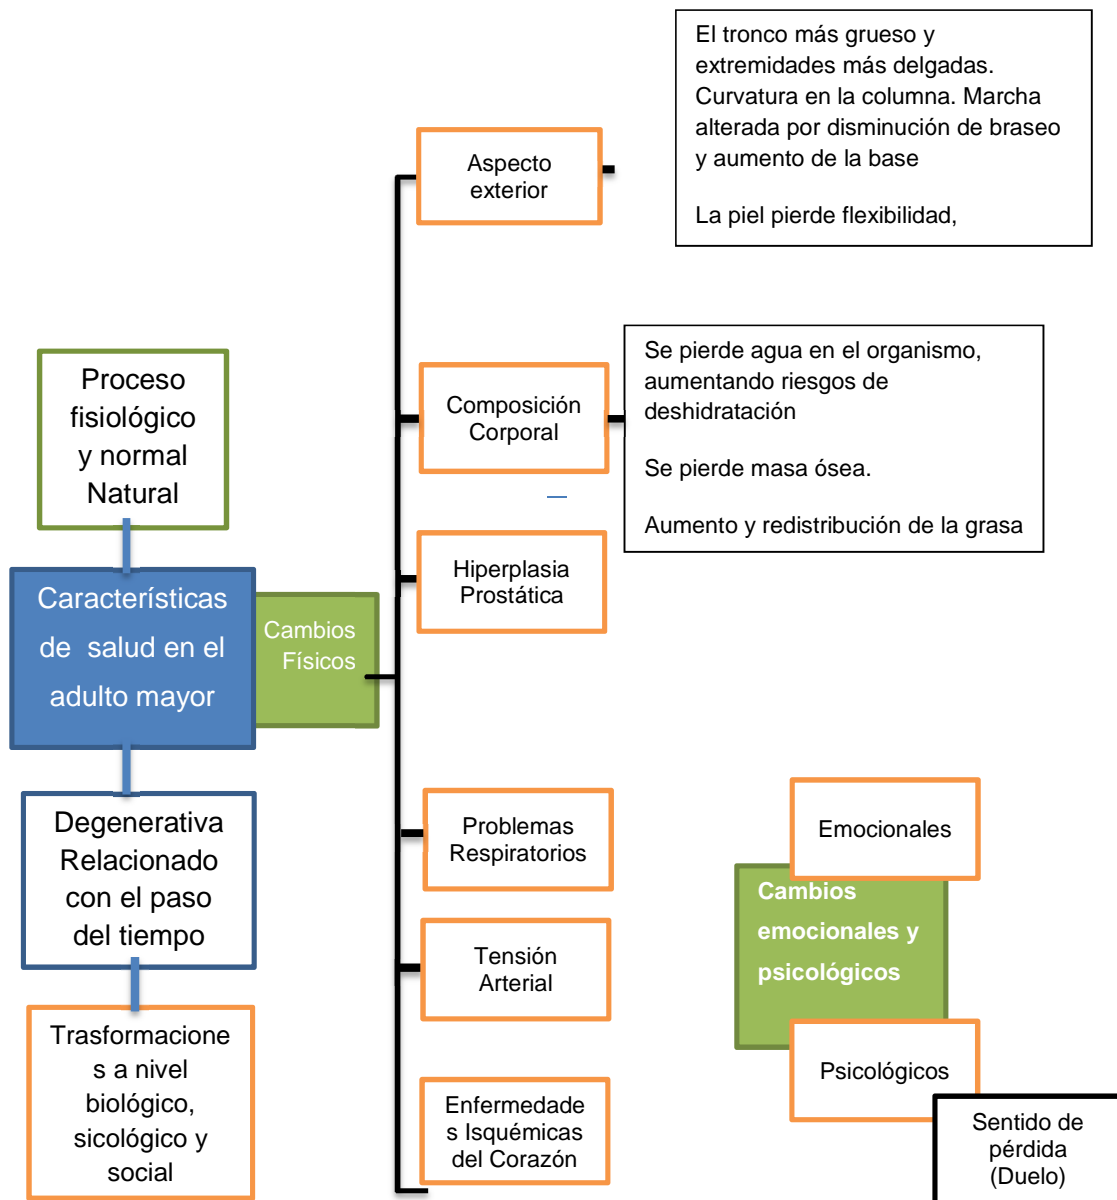 El tronco más grueso y
extremidades más delgadas.
Curvatura en la columna. Marcha
alterada por disminución de braseo
y aumento de la base
La piel pierde flexibilidad,
Aspecto
exterior
Se pierde agua en el organismo,
aumentando riesgos de
deshidratación
Se pierde masa ósea.
Aumento y redistribución de la grasa
Composición
Corporal
Proceso
fisiológico
y normal
Natural
Hiperplasia
Prostática
Característícas
de salud en el
adulto mayor
Cambios
Físicos
Degenerativa
Relacionado
con el paso
del tiempo
Problemas
Respiratorios
Emocionales
Cambios
emocionales y
psicológicos
Tensión
Arterial
Trasformacione
s a nivel
biológico,
sicológico y
social
Psicológicos
Enfermedade
s Isquémicas
del Corazón
Sentido de
pérdida
(Duelo)